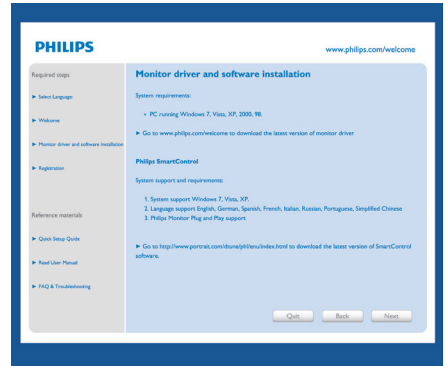 PHILIPS
www.philips.com/welcome
Required steps
► Select Language:
► Welcome
► Monitor driver and software installation
► Registration
Reference materials
► Quick Setup Guide
► Read User Manual
► FAQ & Troubleshooting
Monitor driver and software installation
System requirements:
• PC running Windows 7, Vista, XP, 2000, 98.
► Go to www.philips.com/welcome to download the latest version of monitor driver
Philips SmartControl
System support and requirements:
1. System support Windows 7, Vista, XP.
2. Language support English, German, Spanish, French, Italian, Russian, Portuguese, Simplified Chinese
3. Philips Monitor Plug and Play support
► Go to http://www.portrait.com/dtune/phl/enu/index.html to download the latest version of SmartControl
software.
Quit
Back
Next